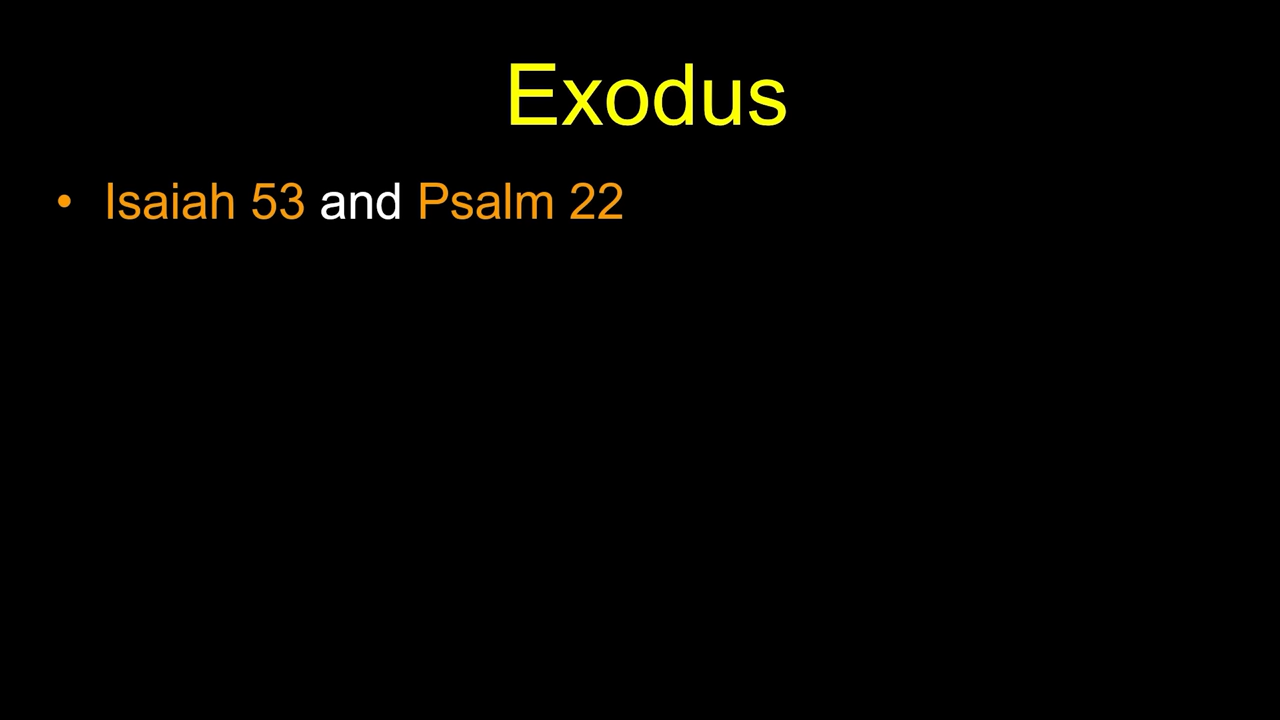 Exodus
• Isaiah 53 and Psalm 22